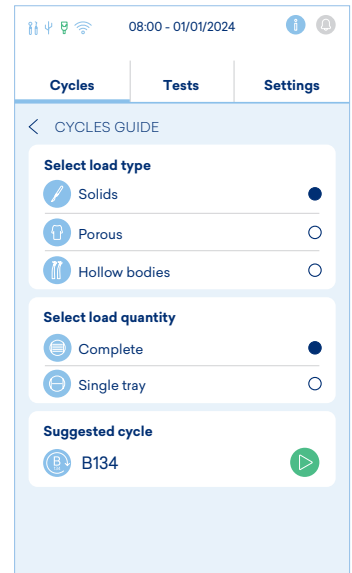 08:00 - 01/01/2024
Cycles Tests Settings
CYCLES GUIDE
Select load type
Solids
Porous
Hollow bodies
Select load quantity
Complete
Single tray
Suggested cycle
B B134